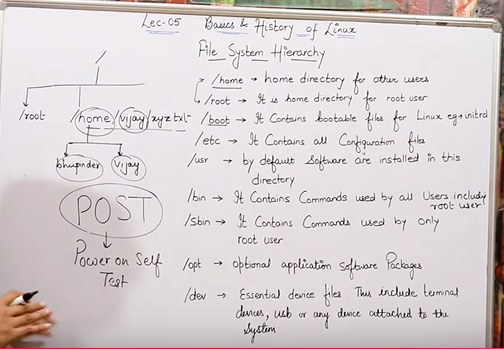 Lec-05 Basics & History of Linux
File System Hierarchy
/
/root /home/vijay/xyz.txt
bhupinder vijay
POST
Power on Self
Test
/home → home directory for other users
/root → It is home directory for root user
/boot → It Contains bootable files for Linux eg→initrd
/etc → It Contains all Configuration files
/usr → by default Software are installed in this
directory
/bin → It Contains Commands used by all Users including
root user
/sbin → It Contains Commands used by only
root user
/opt → optional application Software Packages
/dev → Essential device files. This include terminal
devices, usb or any device attached to the
System